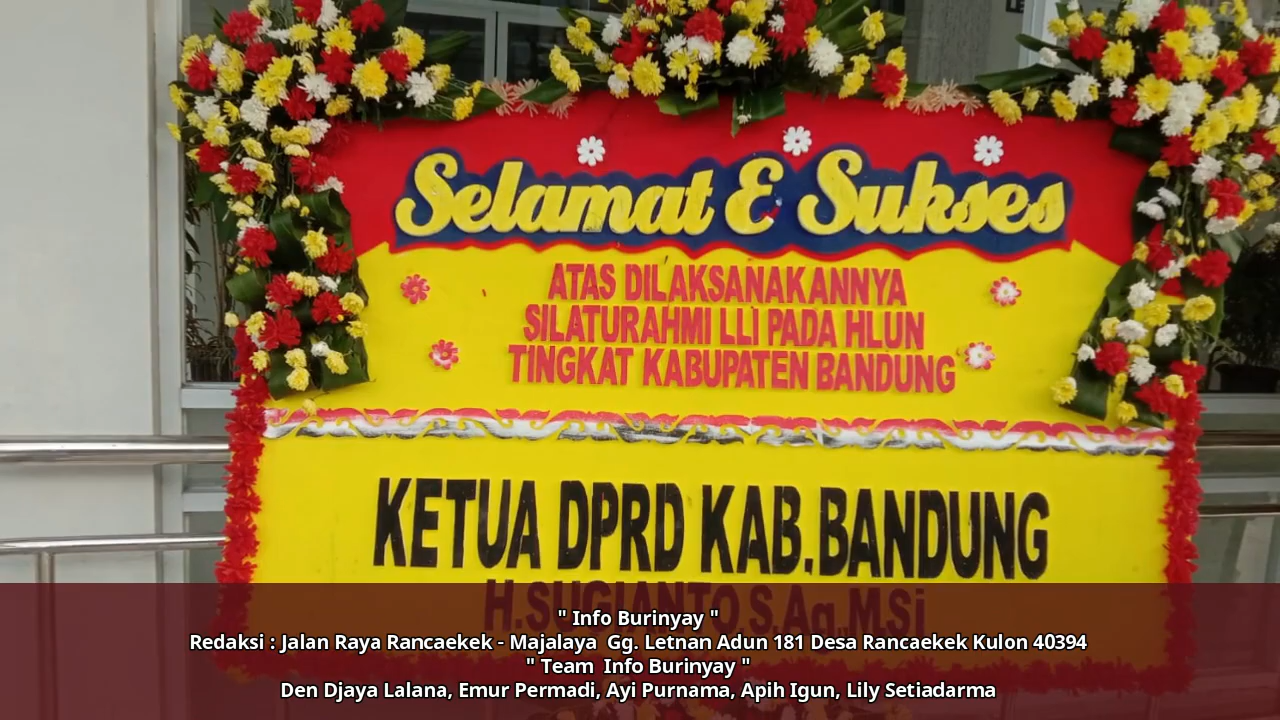 Selamat & Sukses
ATAS DILAKSANAKANNYA
SILATURAHMI LLI PADA HLUN
TINGKAT KABUPATEN BANDUNG
KETUA DPRD KAB.BANDUNG
H.SUGIANTO,S.Ag.,MSi
" Info Burinyay "
Redaksi : Jalan Raya Rancaekek - Majalaya Gg. Letnan Adun 181 Desa Rancaekek Kulon 40394
" Team Info Burinyay "
Den Djaya Lalana, Emur Permadi, Ayi Purnama, Apih Igun, Lily Setiadarma